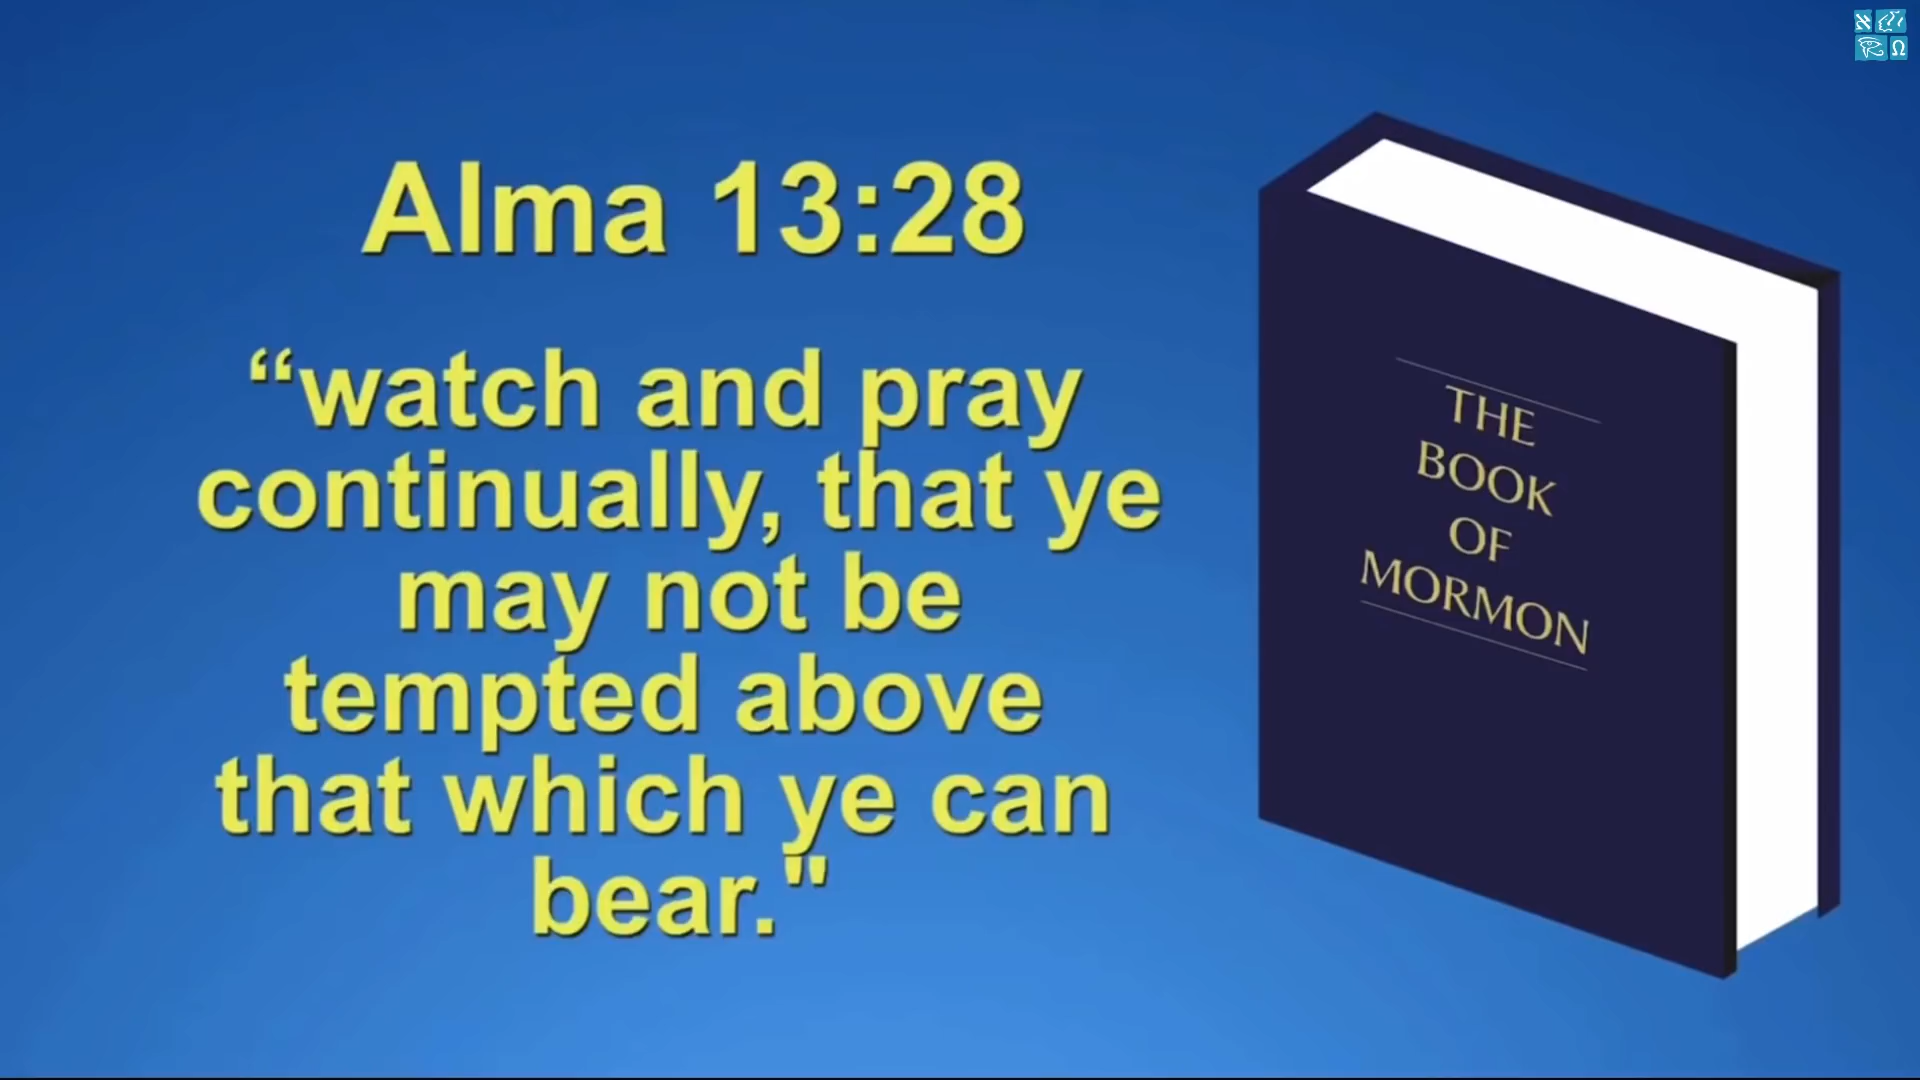 Alma 13:28
“watch and pray
continually, that ye
may not be
tempted above
that which ye can
bear."
THE
BOOK
OF
MORMON